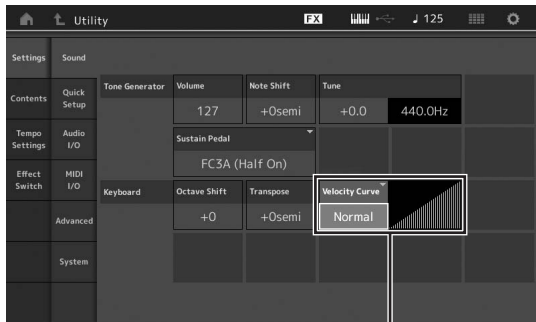 Utility
FX
♩ 125
Settings
Sound
Contents
Quick
Setup
Tempo
Settings
Audio
I/O
Effect
Switch
MIDI
I/O
Advanced
System
Tone Generator
Volume
Note Shift
Tune
127
+0semi
+0.0
440.0Hz
Sustain Pedal
FC3A (Half On)
Keyboard
Octave Shift
Transpose
Velocity Curve
+0
+0semi
Normal